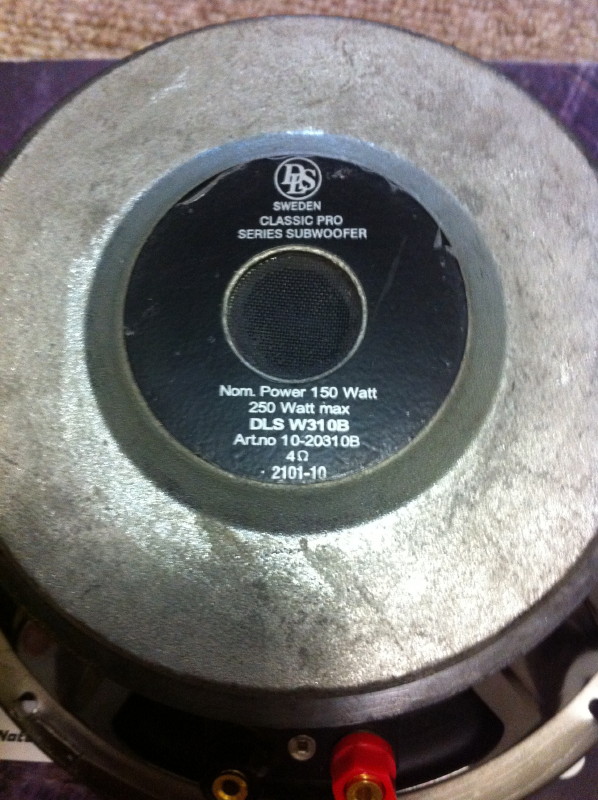 DLS
SWEDEN
CLASSIC PRO
SERIES SUBWOOFER
Nom. Power 150 Watt
250 Watt max
DLS W310B
Art.no 10-20310B
4Ω
2101-10